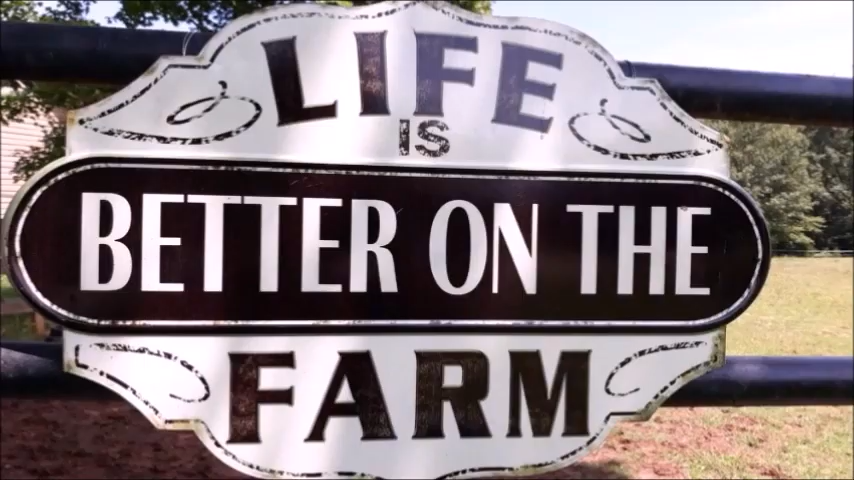 LIFE
IS
BETTER ON THE
FARM